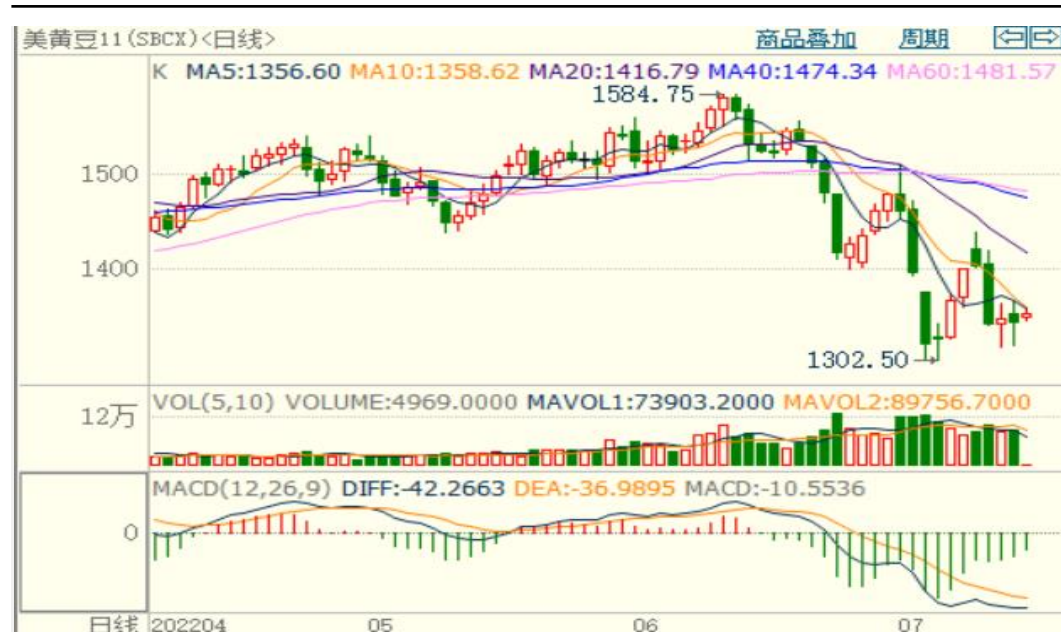 美黄豆11(SBCX)<日线> 商品叠加 周期
K MA5:1356.60 MA10:1358.62 MA20:1416.79 MA40:1474.34 MA60:1481.57
1584.75
1500
1400
1302.50
VOL(5,10) VOLUME:4969.0000 MAVOL1:73903.2000 MAVOL2:89756.7000
12万
MACD(12,26,9) DIFF:-42.2663 DEA:-36.9895 MACD:-10.5536
0
日线 202204 05 06 07